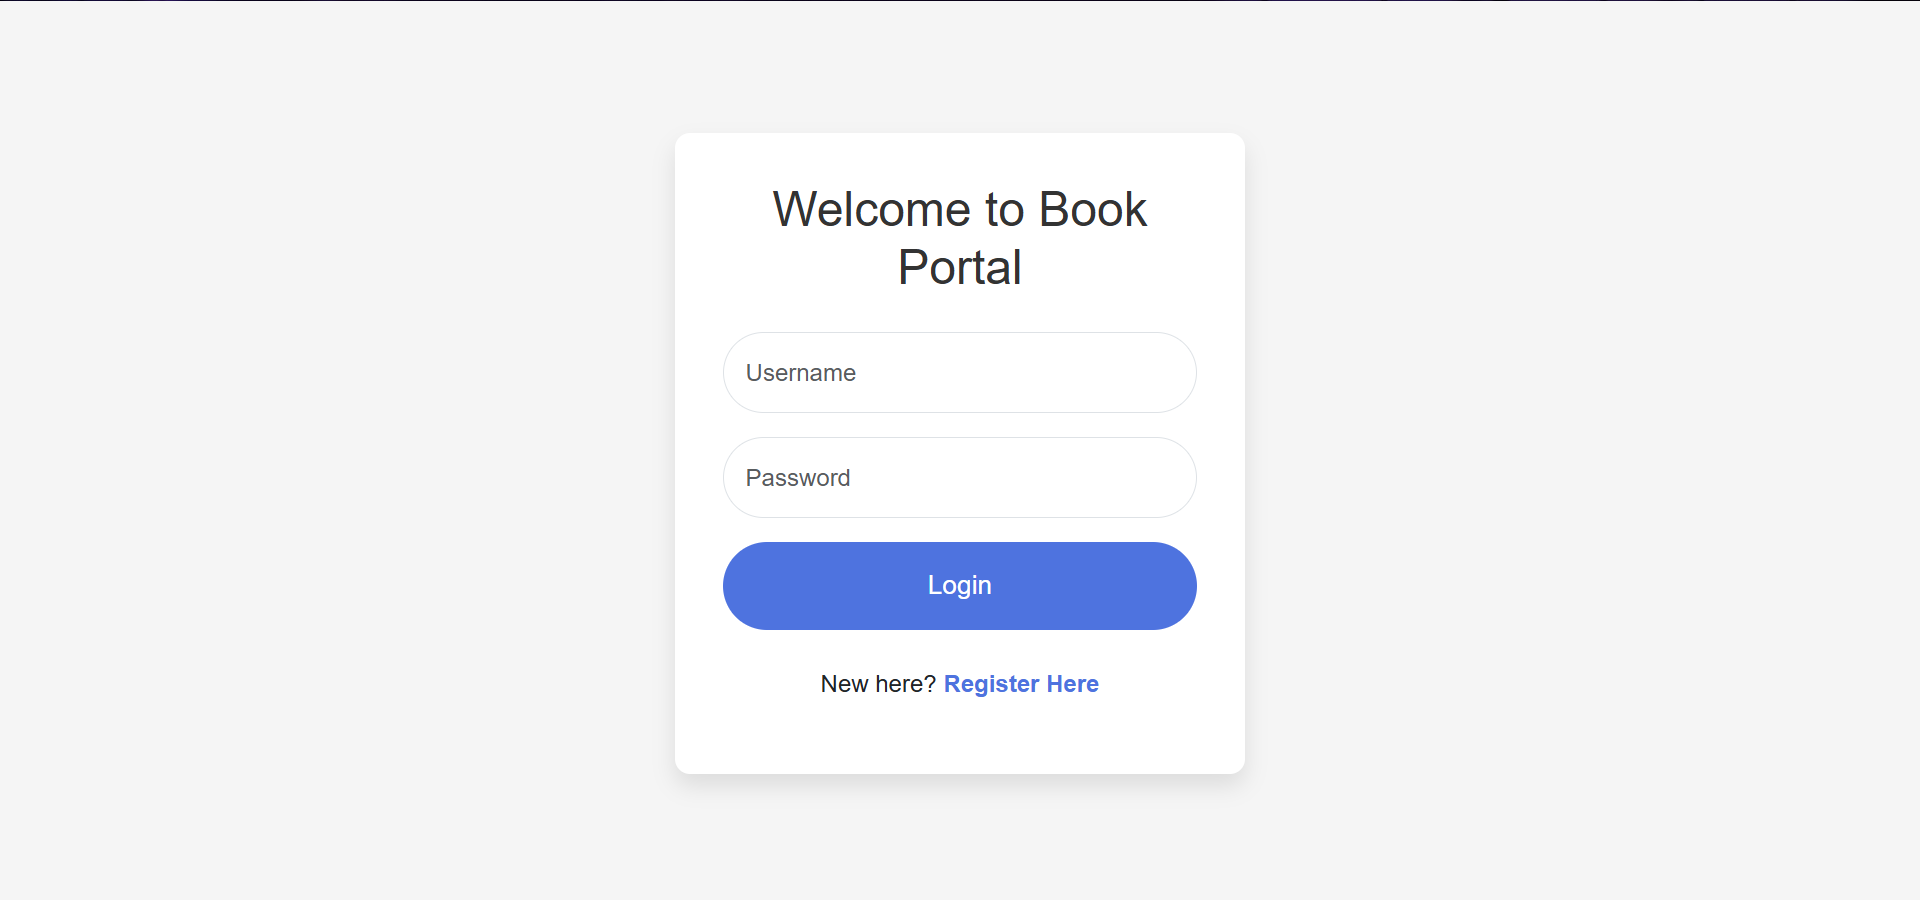 Welcome to Book
Portal
Username
Password
Login
New here? Register Here